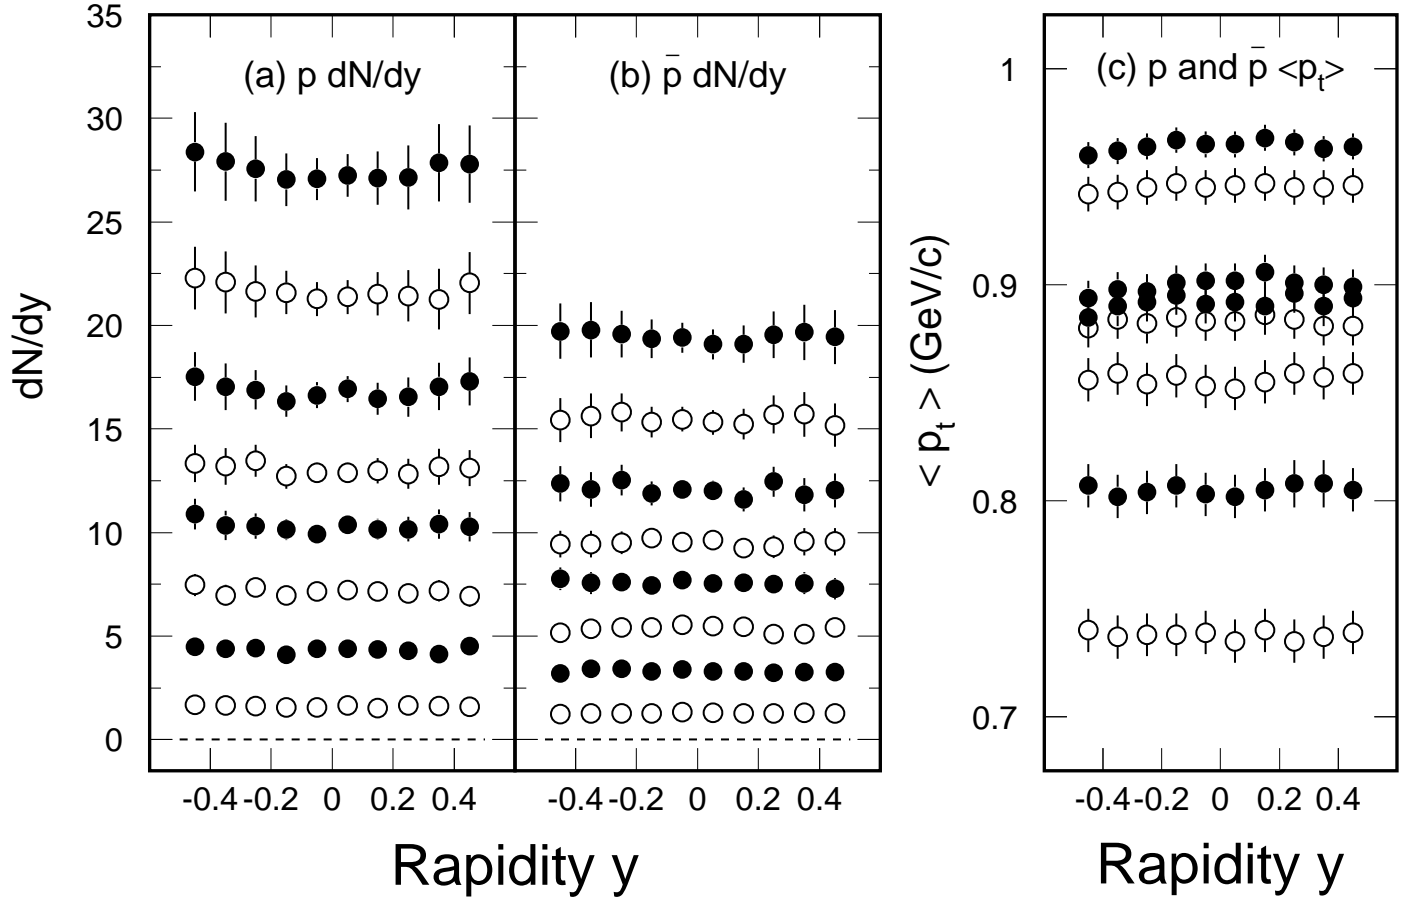 (a) p dN/dy
(b) p̄ dN/dy
(c) p and p̄ <pt>
35
30
25
20
15
10
5
0
dN/dy
-0.4 -0.2 0 0.2 0.4
-0.4 -0.2 0 0.2 0.4
Rapidity y
1
0.9
0.8
0.7
< pt > (GeV/c)
-0.4 -0.2 0 0.2 0.4
Rapidity y